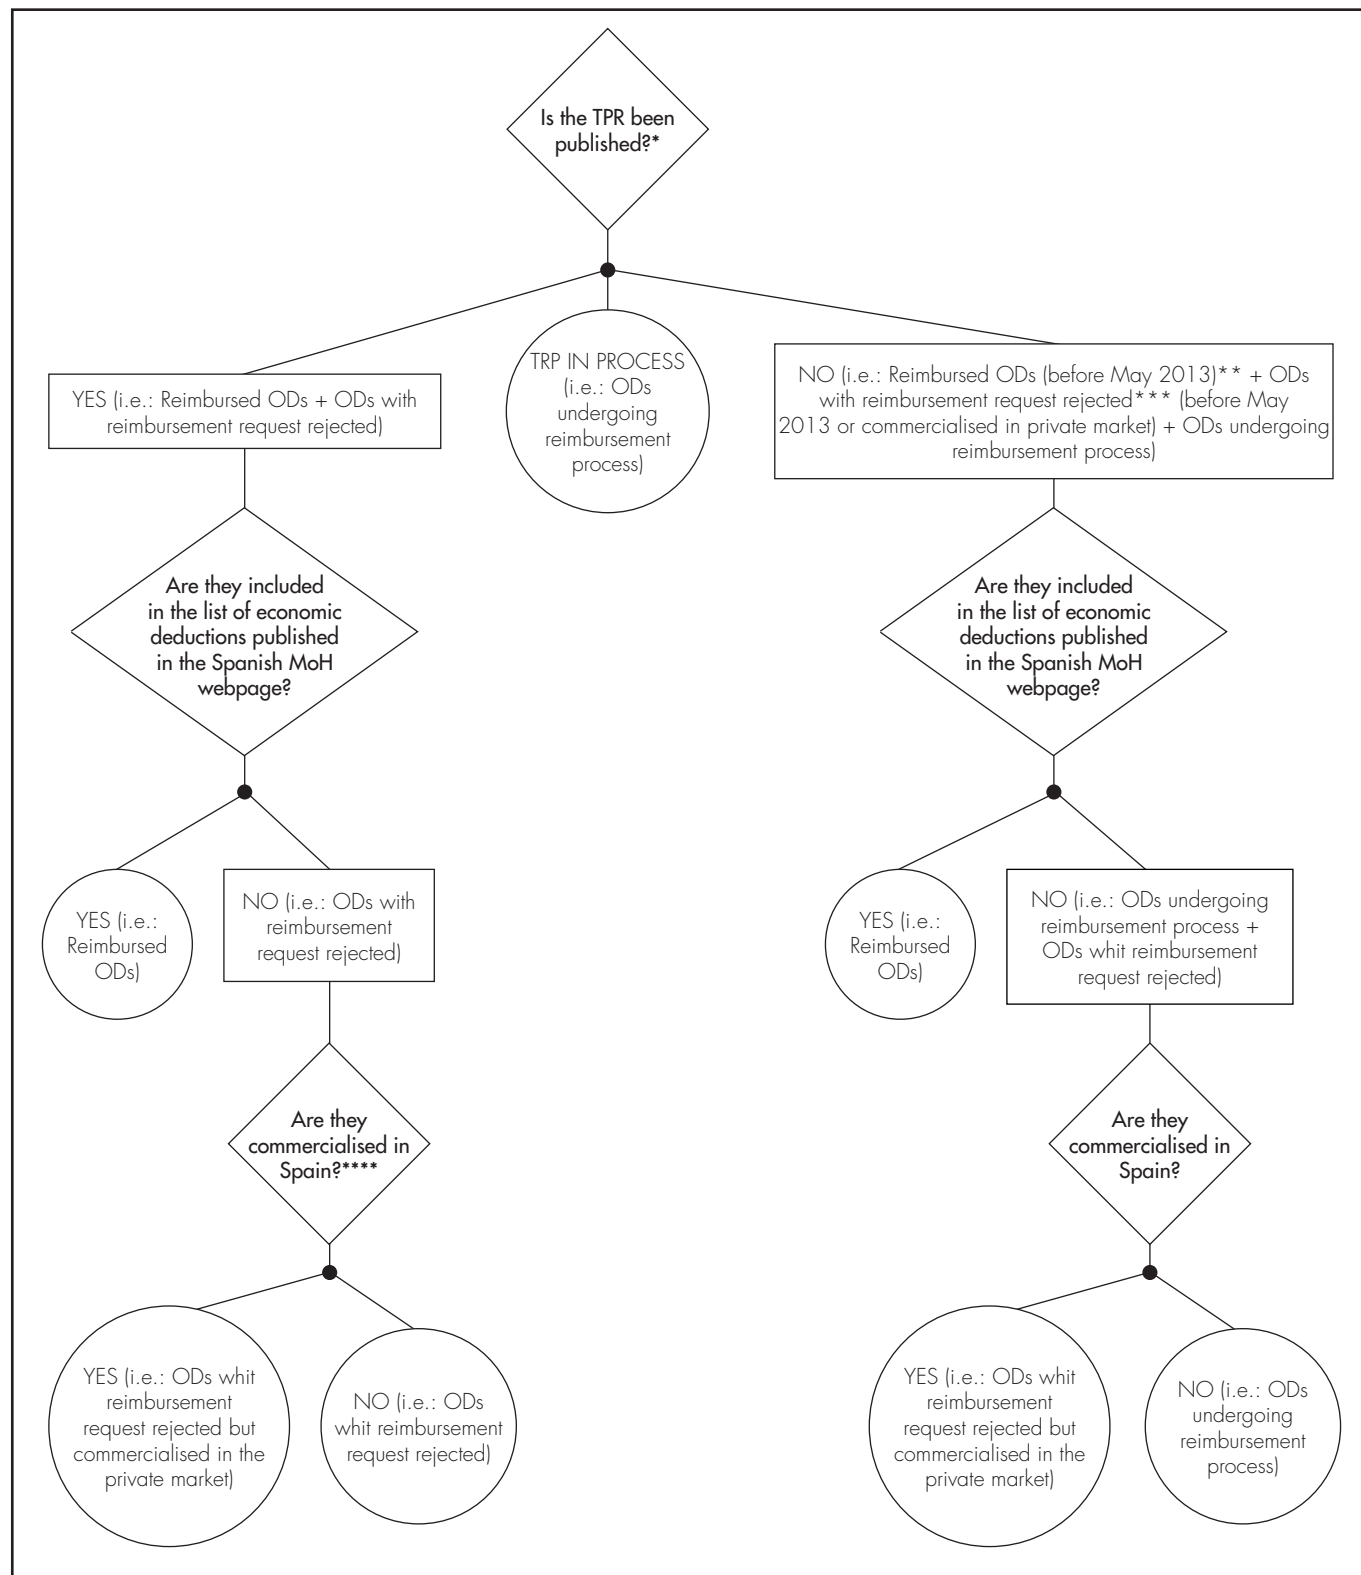 Is the TPR been
published?*
YES (i.e.: Reimbursed ODs + ODs with
reimbursement request rejected)
TRP IN PROCESS
(i.e.: ODs
undergoing
reimbursement
process)
NO (i.e.: Reimbursed ODs (before May 2013)** + ODs
with reimbursement request rejected*** (before May
2013 or commercialised in private market) + ODs undergoing
reimbursement process)
Are they included
in the list of economic
deductions published
in the Spanish MoH
webpage?
Are they included
in the list of economic
deductions published
in the Spanish MoH
webpage?
YES (i.e.:
Reimbursed
ODs)
NO (i.e.: ODs with
reimbursement
request rejected)
YES (i.e.:
Reimbursed
ODs)
NO (i.e.: ODs undergoing
reimbursement process +
ODs whit reimbursement
request rejected)
Are they
commercialised in
Spain?****
Are they
commercialised in
Spain?
YES (i.e.: ODs whit
reimbursement
request rejected but
commercialised in the
private market)
NO (i.e.: ODs
whit reimbursement
request rejected)
YES (i.e.: ODs whit
reimbursement
request rejected but
commercialised in the
private market)
NO (i.e.: ODs
undergoing
reimbursement
process)